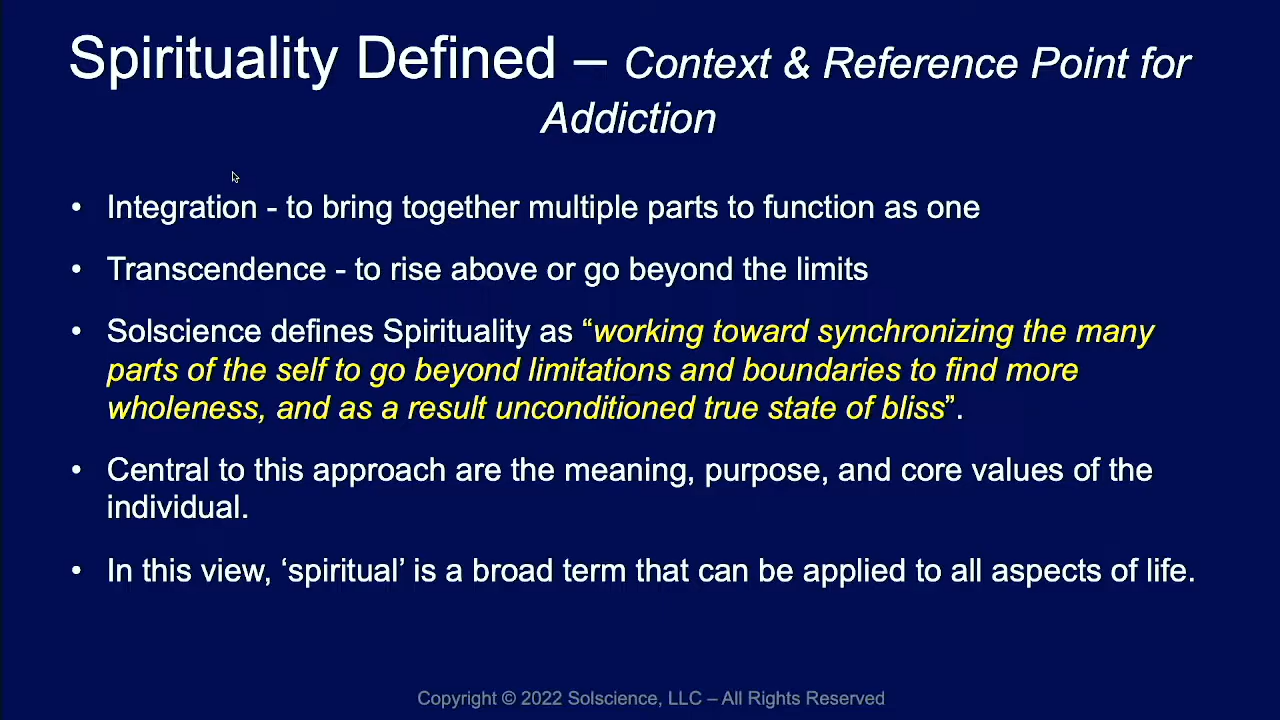 Spirituality Defined – Context & Reference Point for
Addiction
• Integration - to bring together multiple parts to function as one
• Transcendence - to rise above or go beyond the limits
• Solscience defines Spirituality as “working toward synchronizing the many
parts of the self to go beyond limitations and boundaries to find more
wholeness, and as a result unconditioned true state of bliss”.
• Central to this approach are the meaning, purpose, and core values of the
individual.
• In this view, ‘spiritual’ is a broad term that can be applied to all aspects of life.
Copyright © 2022 Solscience, LLC – All Rights Reserved